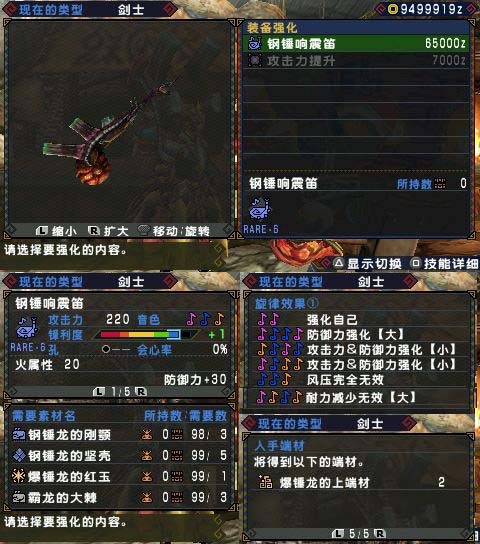 现在的类型 剑士
9499919z
装备强化
钢锤响震笛 65000z
攻击力提升 7000z
钢锤响震笛 所持数 0
RARE-6
L 缩小 R 扩大 移动/旋转
请选择要强化的内容。
△显示切换 □技能详细
现在的类型 剑士
钢锤响震笛
攻击力 220 音色
锋利度 +1
RARE-6 孔 ●-- 会心率 0%
火属性 20
防御力+30
L 1/5 R
需要素材名 所持数/需要数
钢锤龙的刚颚 0 98/ 3
钢锤龙的坚壳 0 99/ 5
爆锤龙的红玉 0 99/ 1
霸龙的大棘 0 99/ 3
请选择要强化的内容。
现在的类型 剑士
旋律效果①
强化自己
防御力强化【大】
攻击力&防御力强化【小】
攻击力&防御力强化【小】
风压完全无效
耐力减少无效【大】
现在的类型 剑士
入手端材
将得到以下的端材。
爆锤龙的上端材 2
L 5/5 R